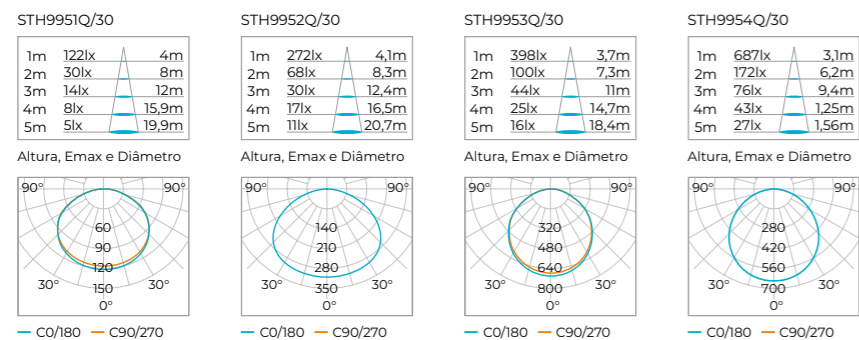 STH9951Q/30
1m 122lx 4m
2m 30lx 8m
3m 14lx 12m
4m 8lx 15,9m
5m 5lx 19,9m
Altura, Emax e Diâmetro
90° 90°
60
90
120
30° 150 30°
0°
C0/180 C90/270
STH9952Q/30
1m 272lx 4,1m
2m 68lx 8,3m
3m 30lx 12,4m
4m 17lx 16,5m
5m 11lx 20,7m
Altura, Emax e Diâmetro
90° 90°
140
210
280
30° 350 30°
0°
C0/180 C90/270
STH9953Q/30
1m 398lx 3,7m
2m 100lx 7,3m
3m 44lx 11m
4m 25lx 14,7m
5m 16lx 18,4m
Altura, Emax e Diâmetro
90° 90°
320
480
640
30° 800 30°
0°
C0/180 C90/270
STH9954Q/30
1m 687lx 3,1m
2m 172lx 6,2m
3m 76lx 9,4m
4m 43lx 1,25m
5m 27lx 1,56m
Altura, Emax e Diâmetro
90° 90°
280
420
560
30° 700 30°
0°
C0/180 C90/270